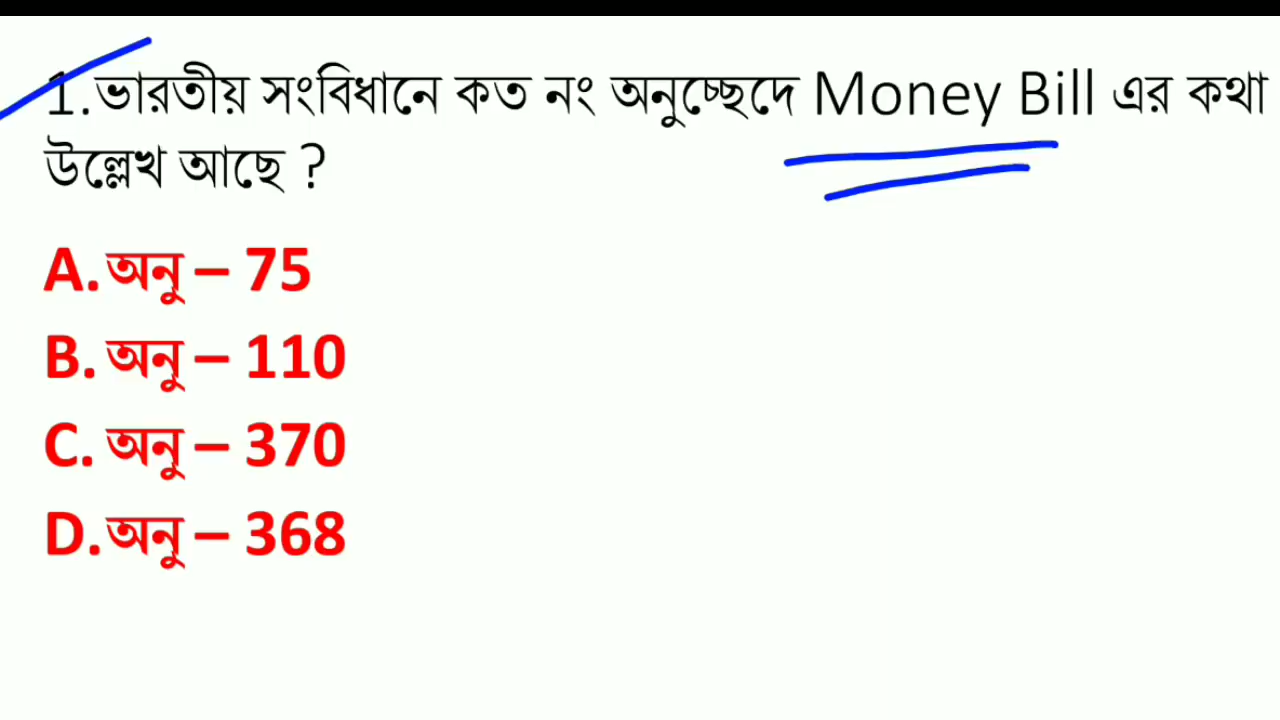 1.ভারতীয় সংবিধানে কত নং অনুচ্ছেদে Money Bill এর কথা
উল্লেখ আছে ?
A.অনু – 75
B. অনু – 110
C. অনু – 370
D.অনু – 368